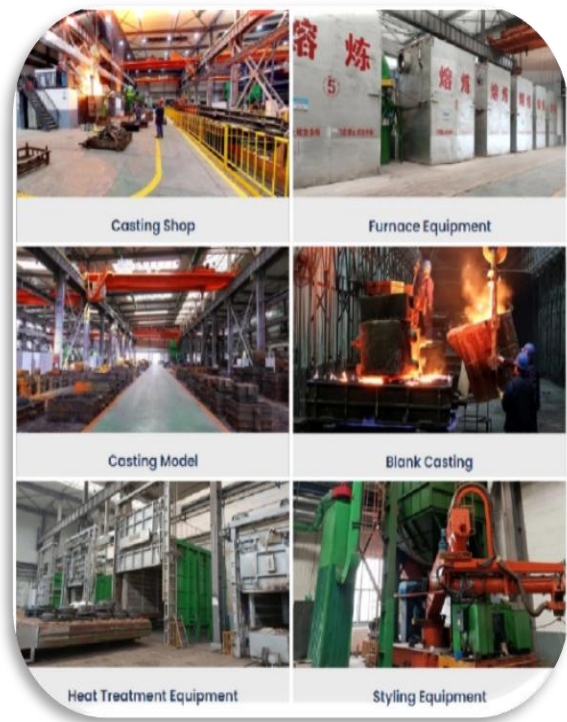 熔 炼
⑤
熔 炼
熔 炼
Casting Shop
Furnace Equipment
Casting Model
Blank Casting
Heat Treatment Equipment
Styling Equipment